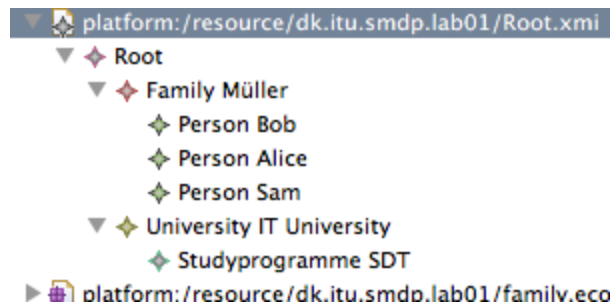 platform:/resource/dk.itu.smdp.lab01/Root.xmi
Root
Family Müller
Person Bob
Person Alice
Person Sam
University IT University
Studyprogramme SDT
platform:/resource/dk.itu.smdp.lab01/family.eco